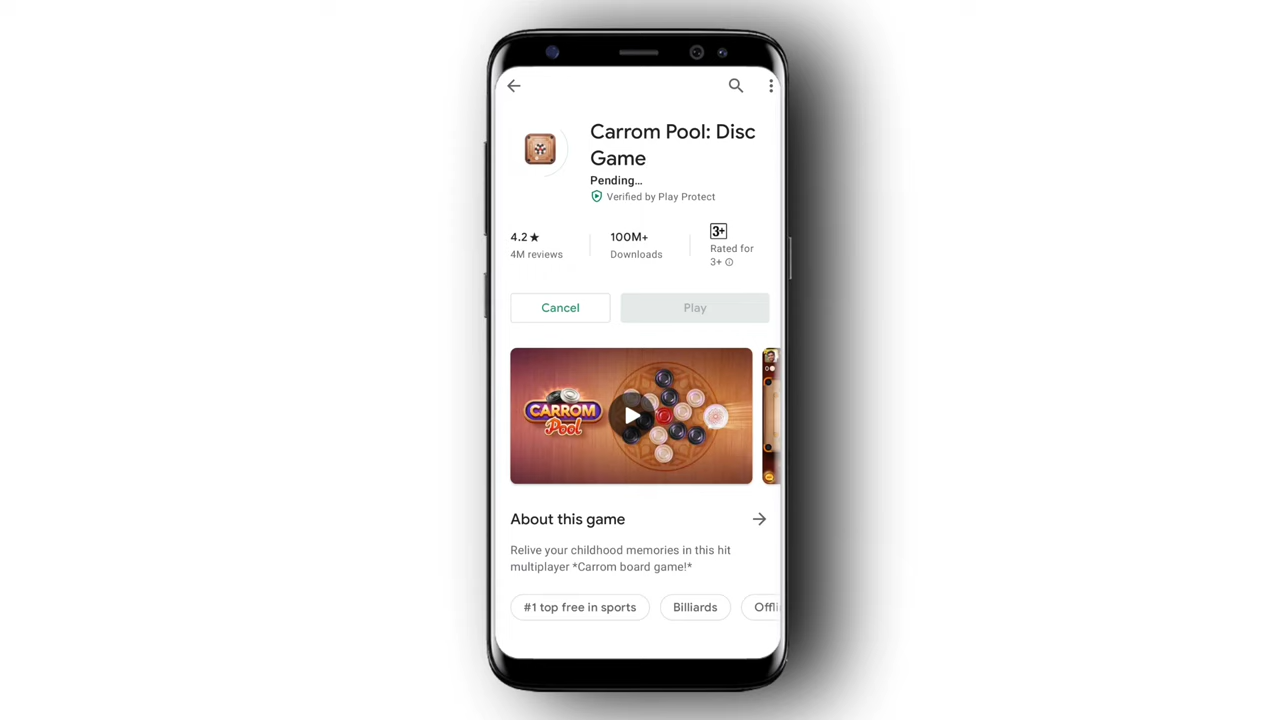 Carrom Pool: Disc
Game
Pending...
Verified by Play Protect
4.2★
4M reviews
100M+
Downloads
3+
Rated for
3+
Cancel
Play
CARROM
Pool
About this game
Relive your childhood memories in this hit
multiplayer *Carrom board game!*
#1 top free in sports
Billiards
Offli